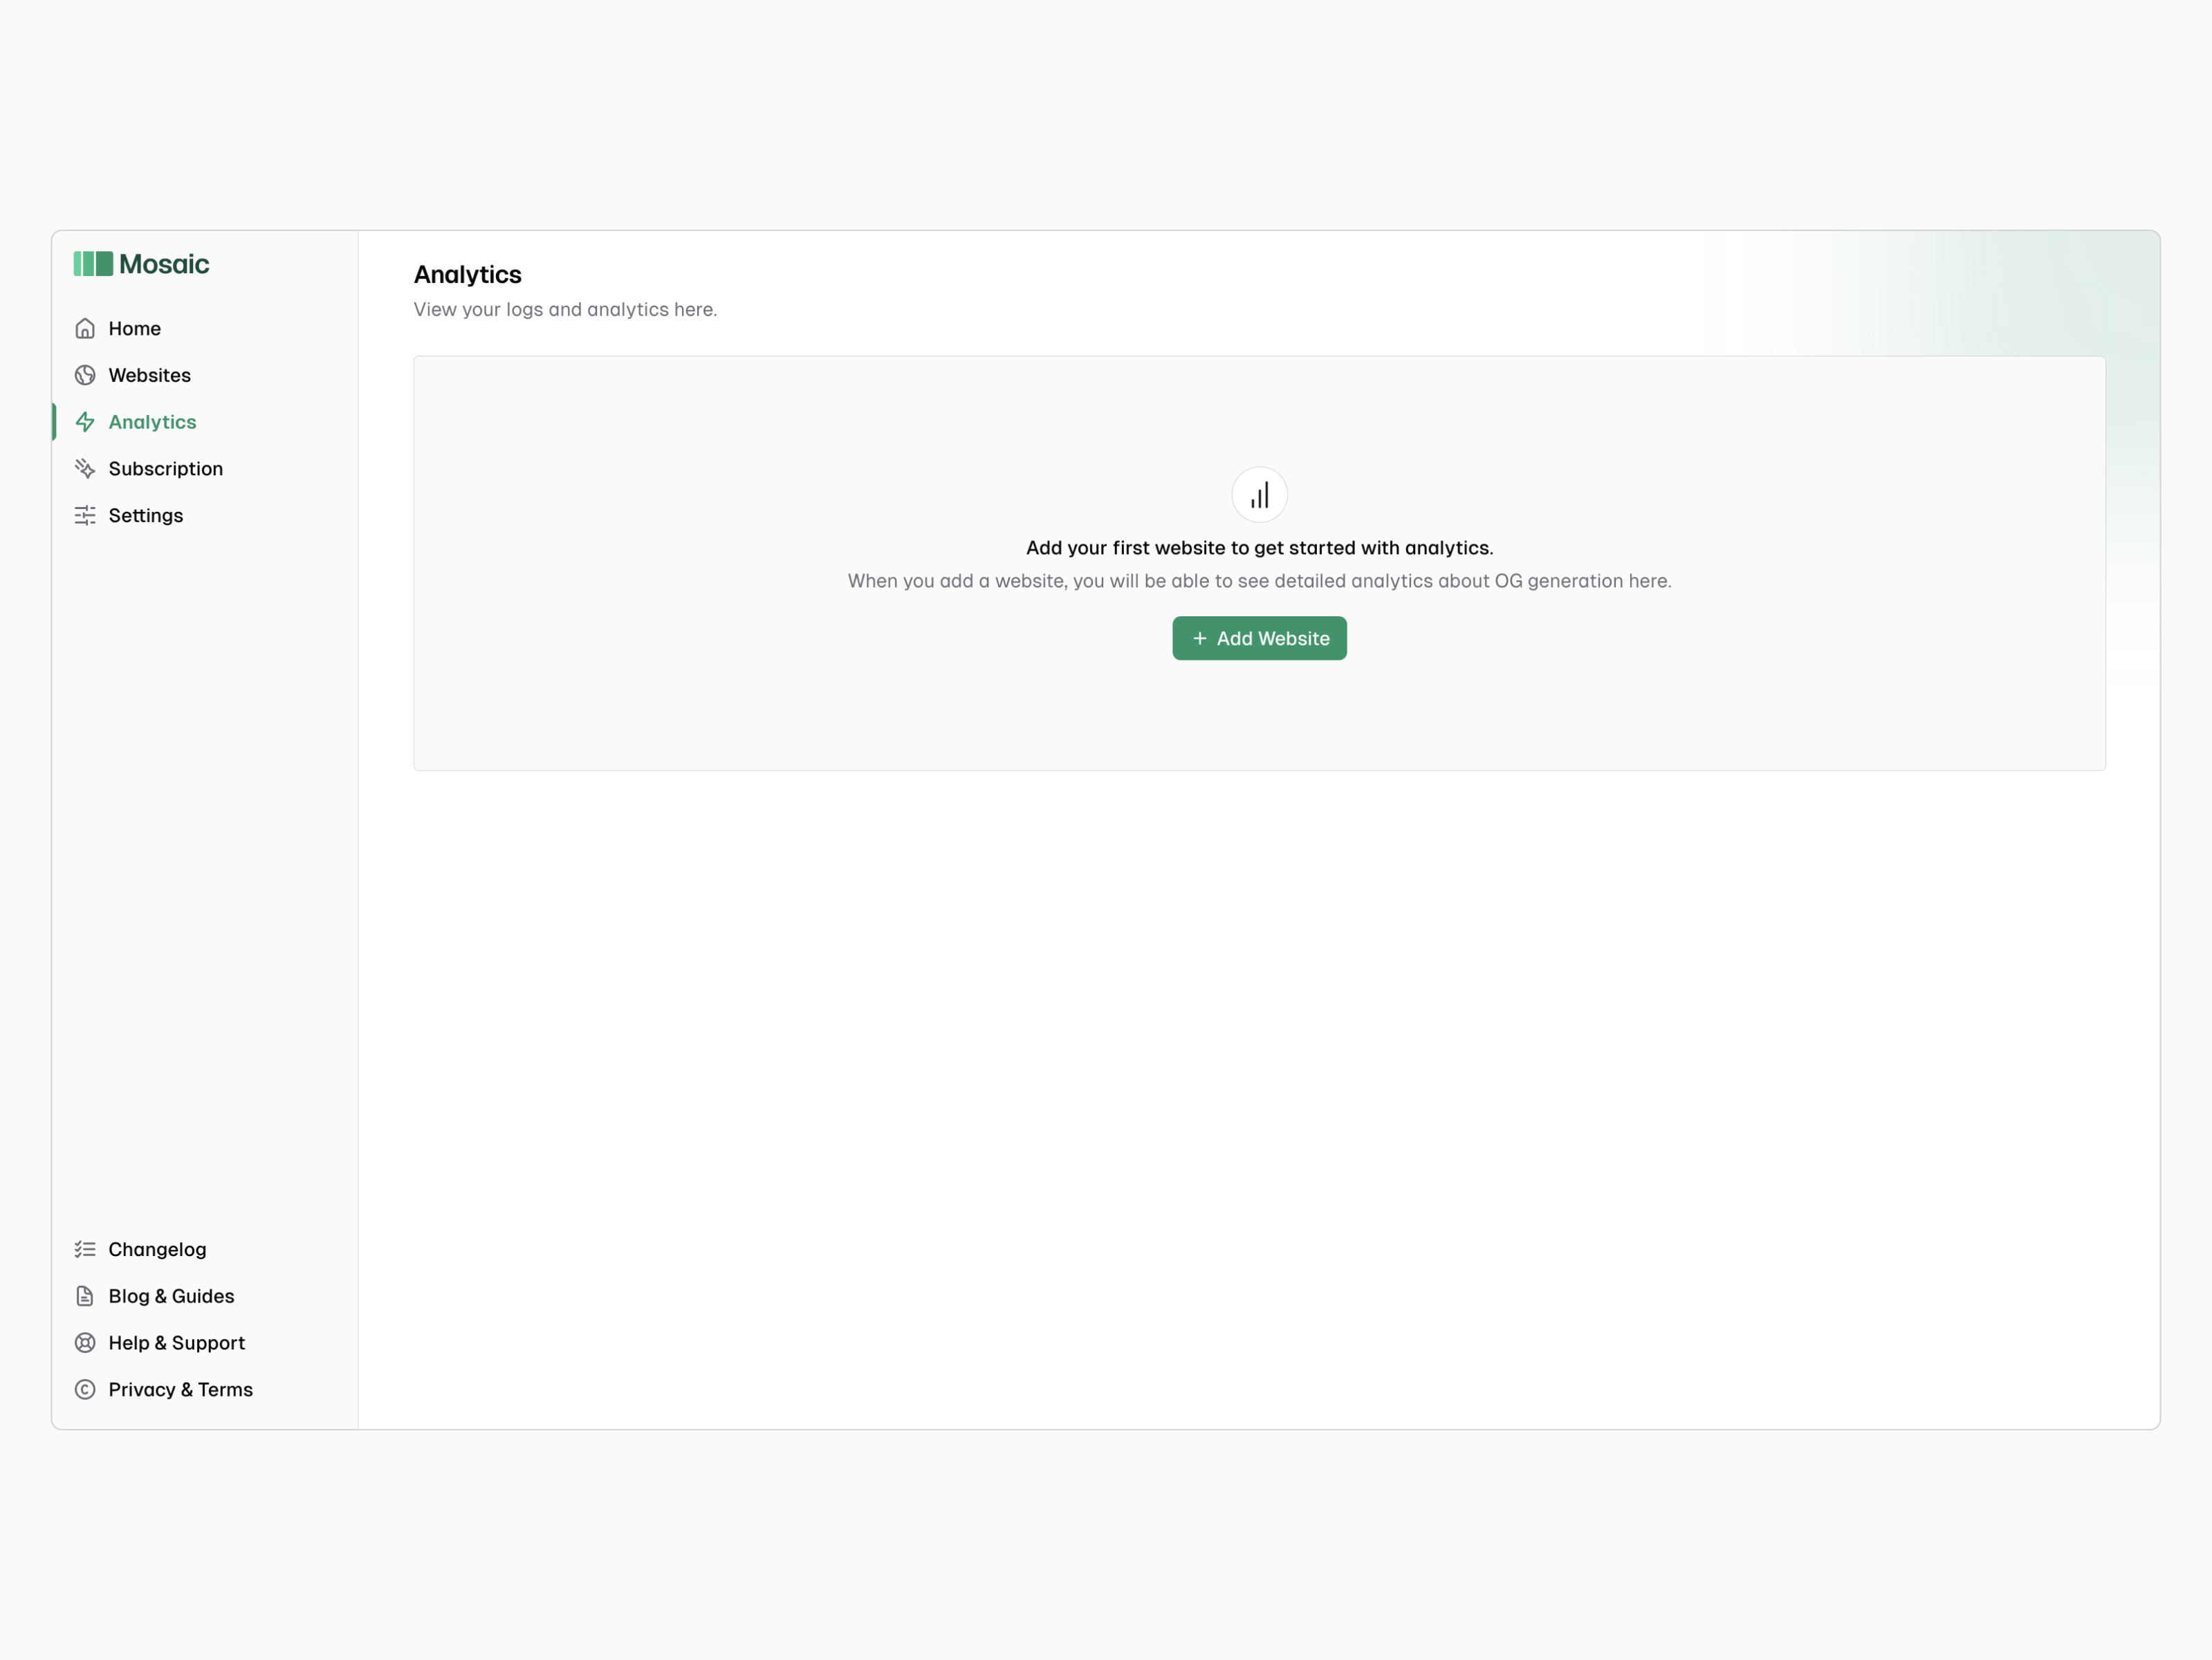 Mosaic
Home
Websites
Analytics
Subscription
Settings
Changelog
Blog & Guides
Help & Support
Privacy & Terms
Analytics
View your logs and analytics here.
Add your first website to get started with analytics.
When you add a website, you will be able to see detailed analytics about OG generation here.
+ Add Website